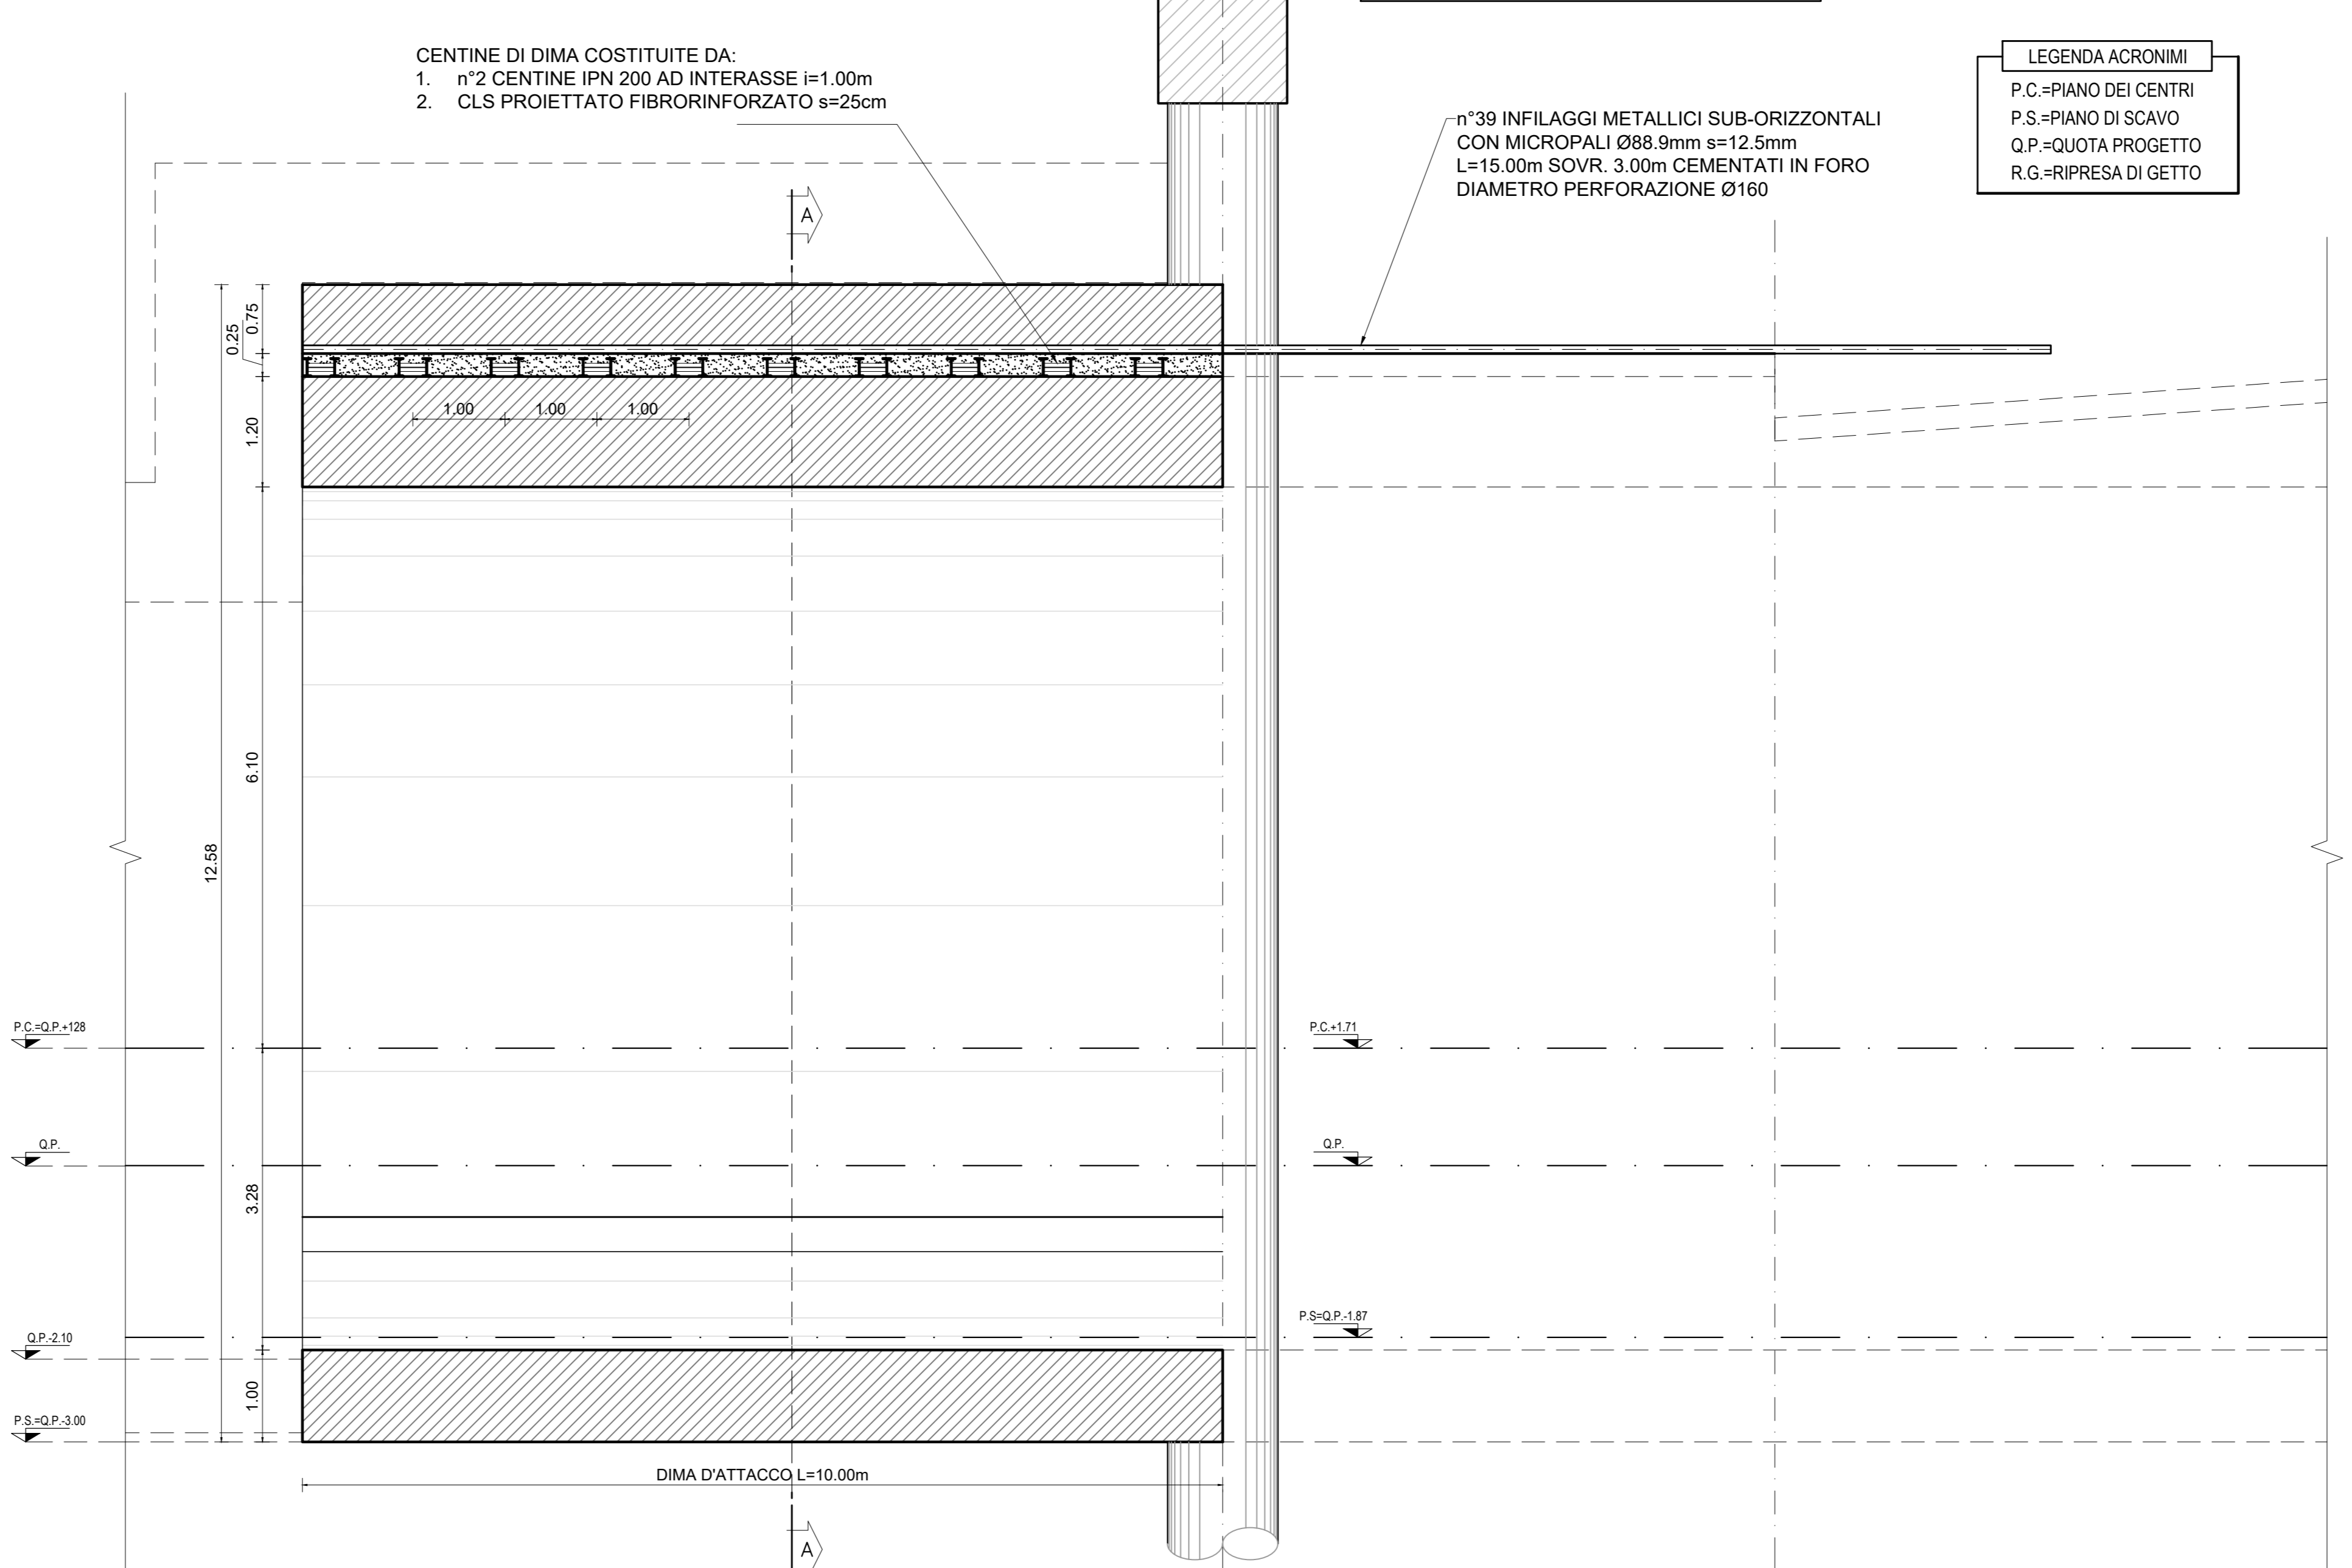 CENTINE DI DIMA COSTITUITE DA:
1. n°2 CENTINE IPN 200 AD INTERASSE i=1.00m
2. CLS PROIETTATO FIBRORINFORZATO s=25cm
LEGENDA ACRONIMI
P.C.=PIANO DEI CENTRI
P.S.=PIANO DI SCAVO
Q.P.=QUOTA PROGETTO
R.G.=RIPRESA DI GETTO
n°39 INFILAGGI METALLICI SUB-ORIZZONTALI
CON MICROPALI Ø88.9mm s=12.5mm
L=15.00m SOVR. 3.00m CEMENTATI IN FORO
DIAMETRO PERFORAZIONE Ø160
A
0.75
0.25
1.20
1.00
1.00
1.00
6.10
12.58
P.C.=Q.P.+128
P.C.+1.71
Q.P.
Q.P.
3.28
P.S=Q.P.-1.87
Q.P.-2.10
1.00
P.S.=Q.P.-3.00
DIMA D'ATTACCO L=10.00m
A